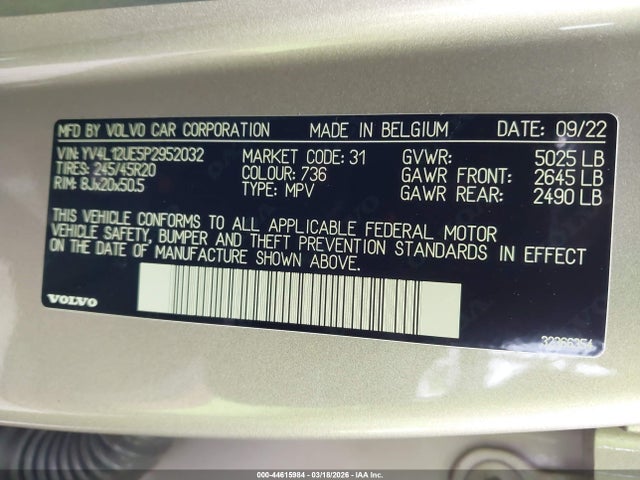 MFD BY VOLVO CAR CORPORATION MADE IN BELGIUM DATE: 09/22
VIN: YV4L12UE5P2952032 MARKET CODE: 31 GVWR: 5025 LB
TIRES: 245/45R20 COLOUR: 736 GAWR FRONT: 2645 LB
RIM: 8Jx20x50.5 TYPE: MPV GAWR REAR: 2490 LB
THIS VEHICLE CONFORMS TO ALL APPLICABLE FEDERAL MOTOR
VEHICLE SAFETY, BUMPER AND THEFT PREVENTION STANDARDS IN EFFECT
ON THE DATE OF MANUFACTURE SHOWN ABOVE.
VOLVO
32266354
000-44615984 | 03/18/2026 | IAA Inc.